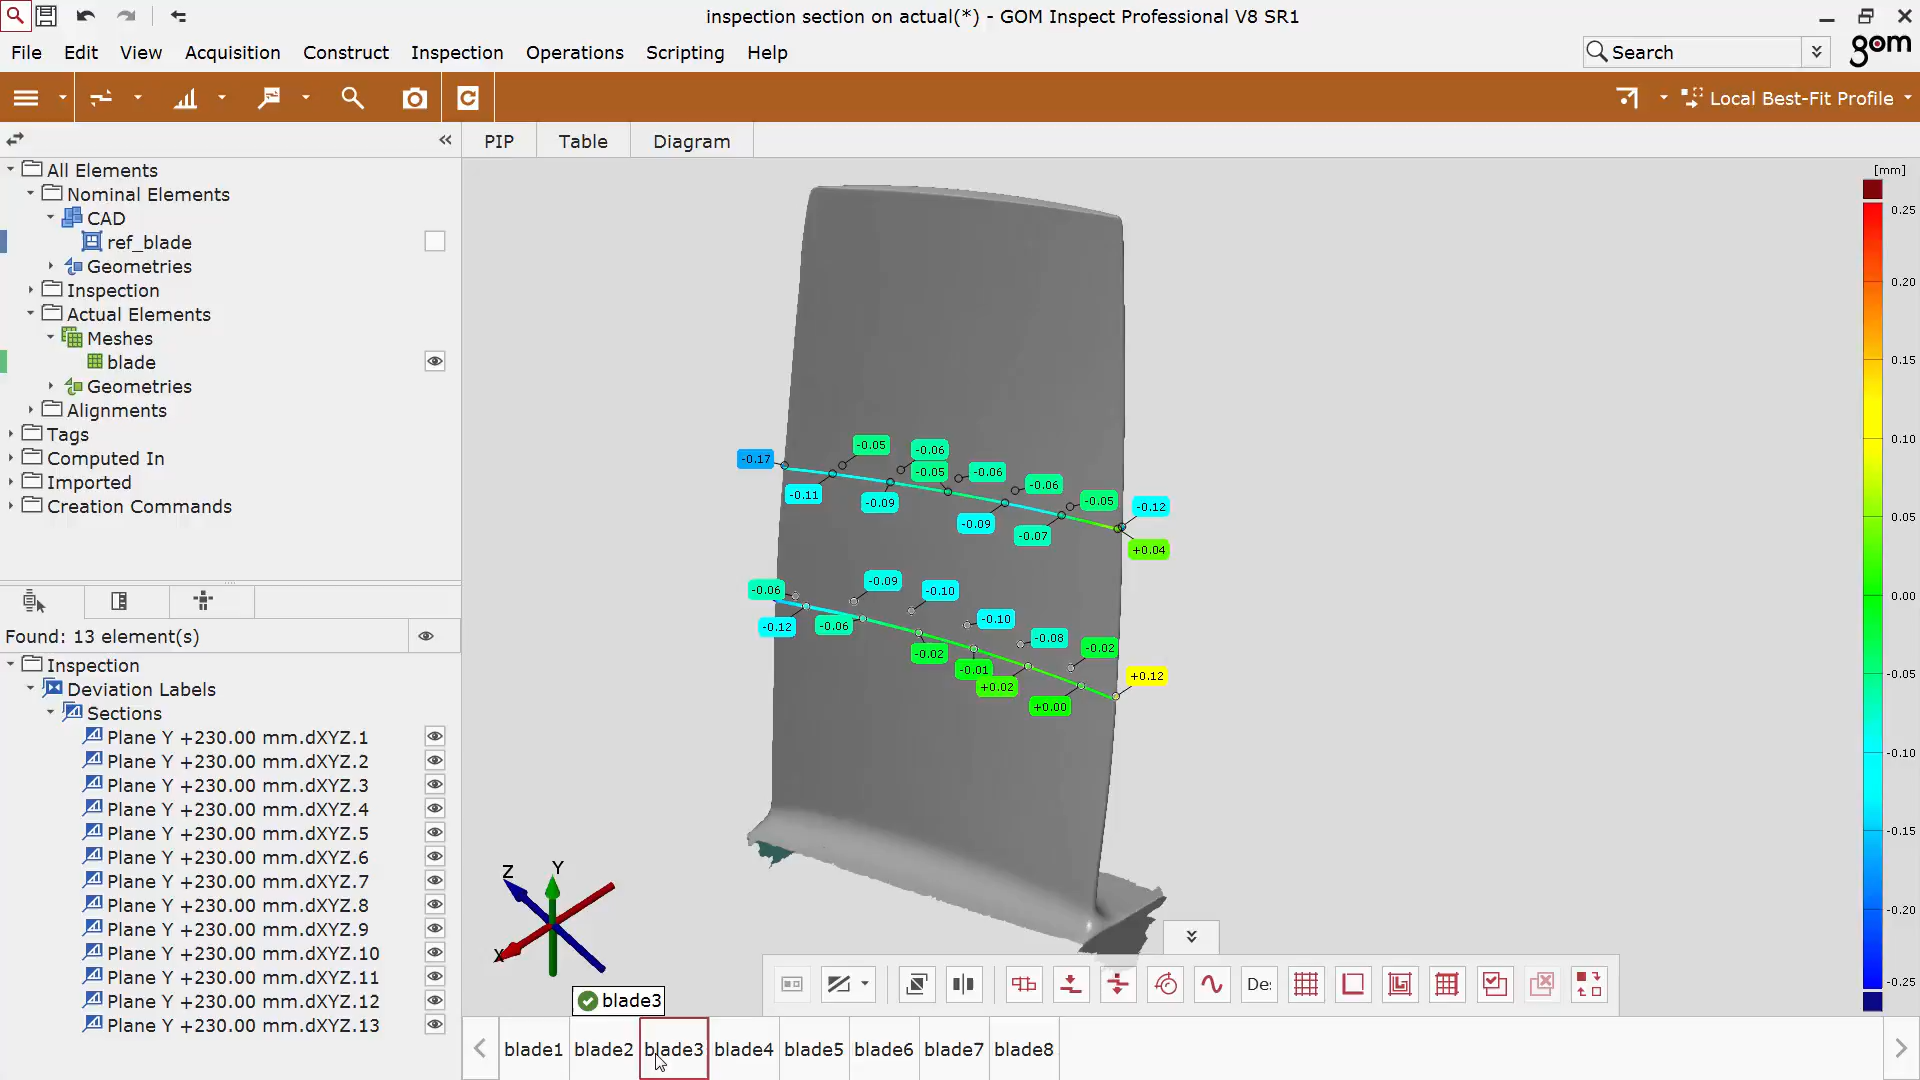 inspection section on actual(*) - GOM Inspect Professional V8 SR1
File Edit View Acquisition Construct Inspection Operations Scripting Help
Search
gom
Local Best-Fit Profile
PIP Table Diagram
All Elements
Nominal Elements
CAD
ref_blade
Geometries
Inspection
Actual Elements
Meshes
blade
Geometries
Alignments
Tags
Computed In
Imported
Creation Commands
Found: 13 element(s)
Inspection
Deviation Labels
Sections
Plane Y +230.00 mm.dXYZ.1
Plane Y +230.00 mm.dXYZ.2
Plane Y +230.00 mm.dXYZ.3
Plane Y +230.00 mm.dXYZ.4
Plane Y +230.00 mm.dXYZ.5
Plane Y +230.00 mm.dXYZ.6
Plane Y +230.00 mm.dXYZ.7
Plane Y +230.00 mm.dXYZ.8
Plane Y +230.00 mm.dXYZ.9
Plane Y +230.00 mm.dXYZ.10
Plane Y +230.00 mm.dXYZ.11
Plane Y +230.00 mm.dXYZ.12
Plane Y +230.00 mm.dXYZ.13
-0.05 -0.06
-0.17 -0.05 -0.06
-0.06
-0.11 -0.09 -0.05 -0.12
-0.09 -0.07 +0.04
-0.06 -0.09 -0.10
-0.12 -0.06 -0.10
-0.08
-0.02 -0.02
-0.01 +0.12
+0.02
+0.00
Z Y
X
[mm]
0.25
0.20
0.15
0.10
0.05
0.00
-0.05
-0.10
-0.15
-0.20
-0.25
De
blade3
blade1 blade2 blade3 blade4 blade5 blade6 blade7 blade8